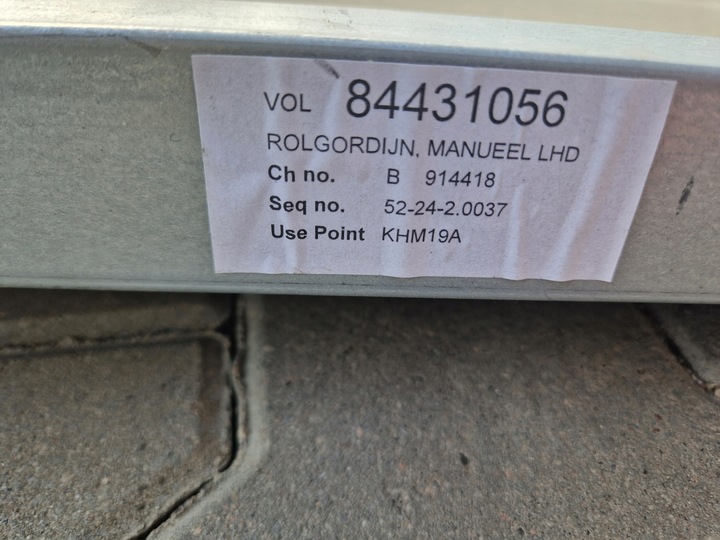 VOL 84431056
ROLGORDIJN, MANUEEL LHD
Ch no. B 914418
Seq no. 52-24-2.0037
Use Point KHM19A